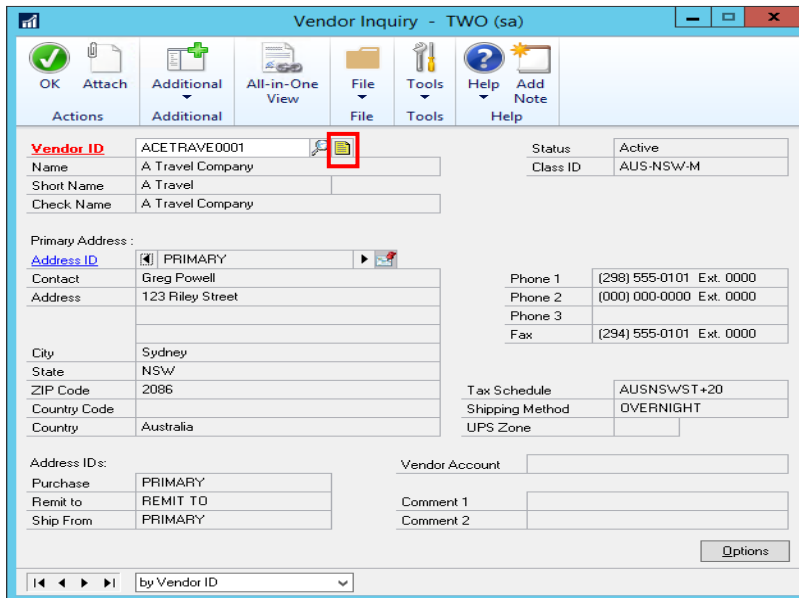 Vendor Inquiry - TWO (sa)
OK Attach Additional All-in-One View File Tools Help Add Note
Actions Additional File Tools Help
Vendor ID ACETRAVE0001 Status Active
Name A Travel Company Class ID AUS-NSW-M
Short Name A Travel
Check Name A Travel Company
Primary Address :
Address ID PRIMARY
Contact Greg Powell Phone 1 (298) 555-0101 Ext. 0000
Address 123 Riley Street Phone 2 (000) 000-0000 Ext. 0000
Phone 3
Fax (294) 555-0101 Ext. 0000
City Sydney
State NSW
ZIP Code 2086 Tax Schedule AUSNSWST+20
Country Code Shipping Method OVERNIGHT
Country Australia UPS Zone
Address IDs: Vendor Account
Purchase PRIMARY
Remit to REMIT TO Comment 1
Ship From PRIMARY Comment 2
Options
by Vendor ID